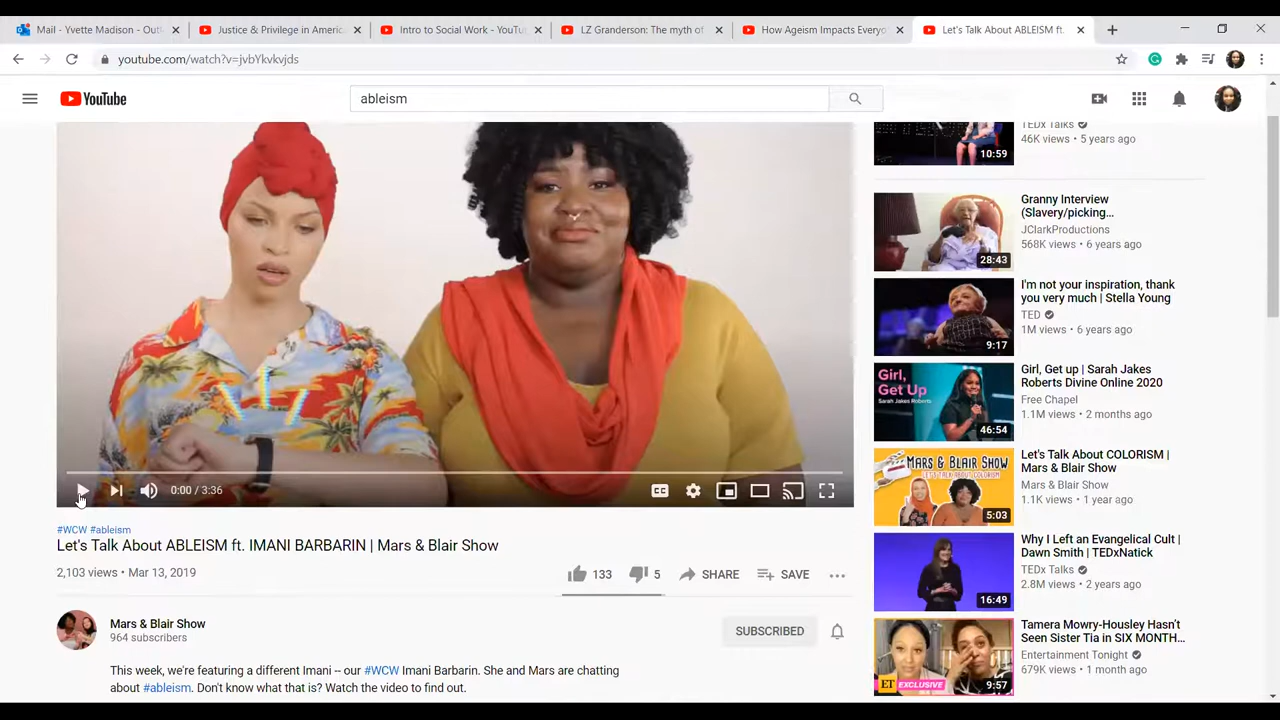 Mail - Yvette Madison - Outl
Justice & Privilege in Americ
Intro to Social Work - YouTu
LZ Granderson: The myth of
How Ageism Impacts Everyo
Let's Talk About ABLEISM ft.
youtube.com/watch?v=jvbYkvkvjds
YouTube
ableism
TEDx Talks
46K views • 5 years ago
10:59
Granny Interview
(Slavery/picking...
JClarkProductions
568K views • 6 years ago
28:43
I'm not your inspiration, thank
you very much | Stella Young
TED
1M views • 6 years ago
9:17
Girl,
Get Up
Sarah Jakes Roberts
Girl, Get up | Sarah Jakes
Roberts Divine Online 2020
Free Chapel
1.1M views • 2 months ago
46:54
MARS & BLAIR SHOW
LET'S TALK ABOUT COLORISM
Let's Talk About COLORISM |
Mars & Blair Show
Mars & Blair Show
1.1K views • 1 year ago
5:03
Why I Left an Evangelical Cult |
Dawn Smith | TEDxNatick
TEDx Talks
2.8M views • 2 years ago
16:49
Tamera Mowry-Housley Hasn't
Seen Sister Tia in SIX MONTH...
Entertainment Tonight
679K views • 1 month ago
ET EXCLUSIVE
9:57
0:00 / 3:36
CC
#WCW #ableism
Let's Talk About ABLEISM ft. IMANI BARBARIN | Mars & Blair Show
2,103 views • Mar 13, 2019
133
5
SHARE
SAVE
Mars & Blair Show
964 subscribers
SUBSCRIBED
This week, we're featuring a different Imani -- our #WCW Imani Barbarin. She and Mars are chatting
about #ableism. Don't know what that is? Watch the video to find out.